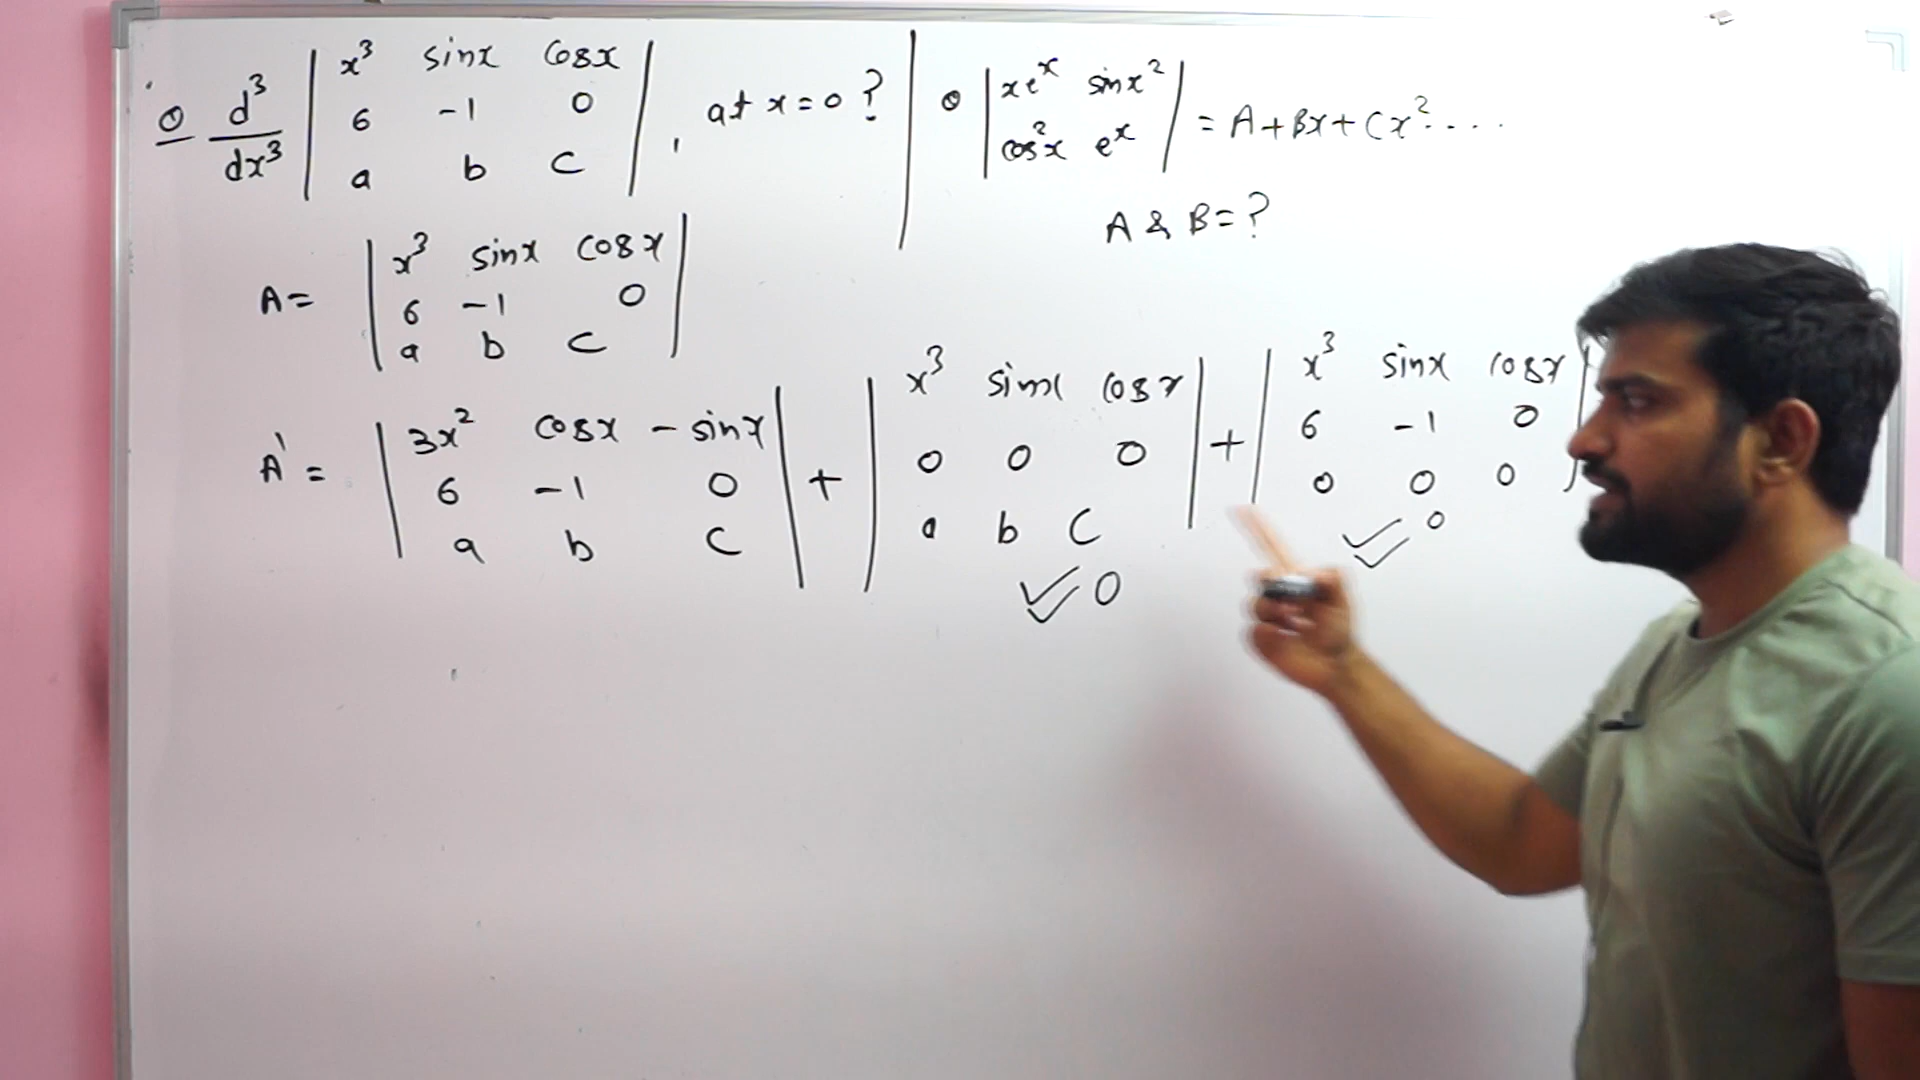 Q d³/dx³ | x³ sinx cosx |
| 6 -1 0 | , at x=0 ?
| a b c |
| xeˣ sinx² |
| cos²x eˣ | = A+Bx+Cx²....
A & B=?
A= | x³ sinx cosx |
| 6 -1 0 |
| a b c |
A' = | 3x² cosx -sinx | + | x³ sinx cosx | + | x³ sinx cosx |
| 6 -1 0 | | 0 0 0 | | 6 -1 0 |
| a b c | | a b c | | 0 0 0 |
✓ 0 ✓ 0